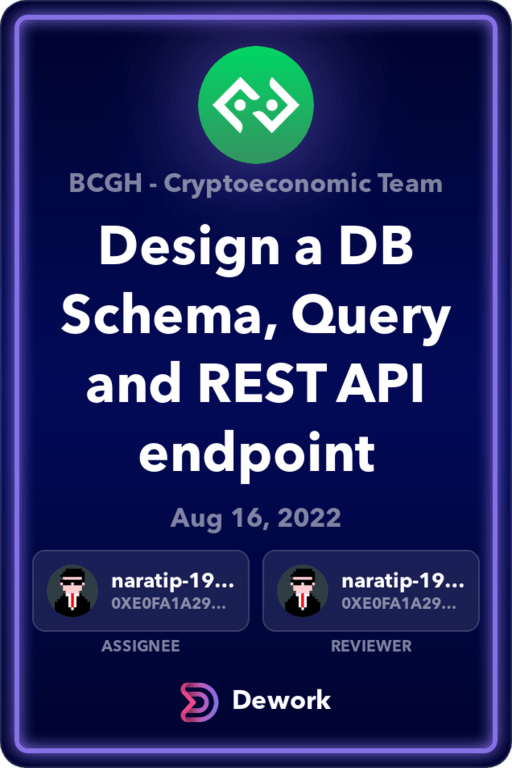 BCGH - Cryptoeconomic Team
Design a DB
Schema, Query
and REST API
endpoint
Aug 16, 2022
naratip-19...
0XE0FA1A29...
ASSIGNEE
naratip-19...
0XE0FA1A29...
REVIEWER
Dework